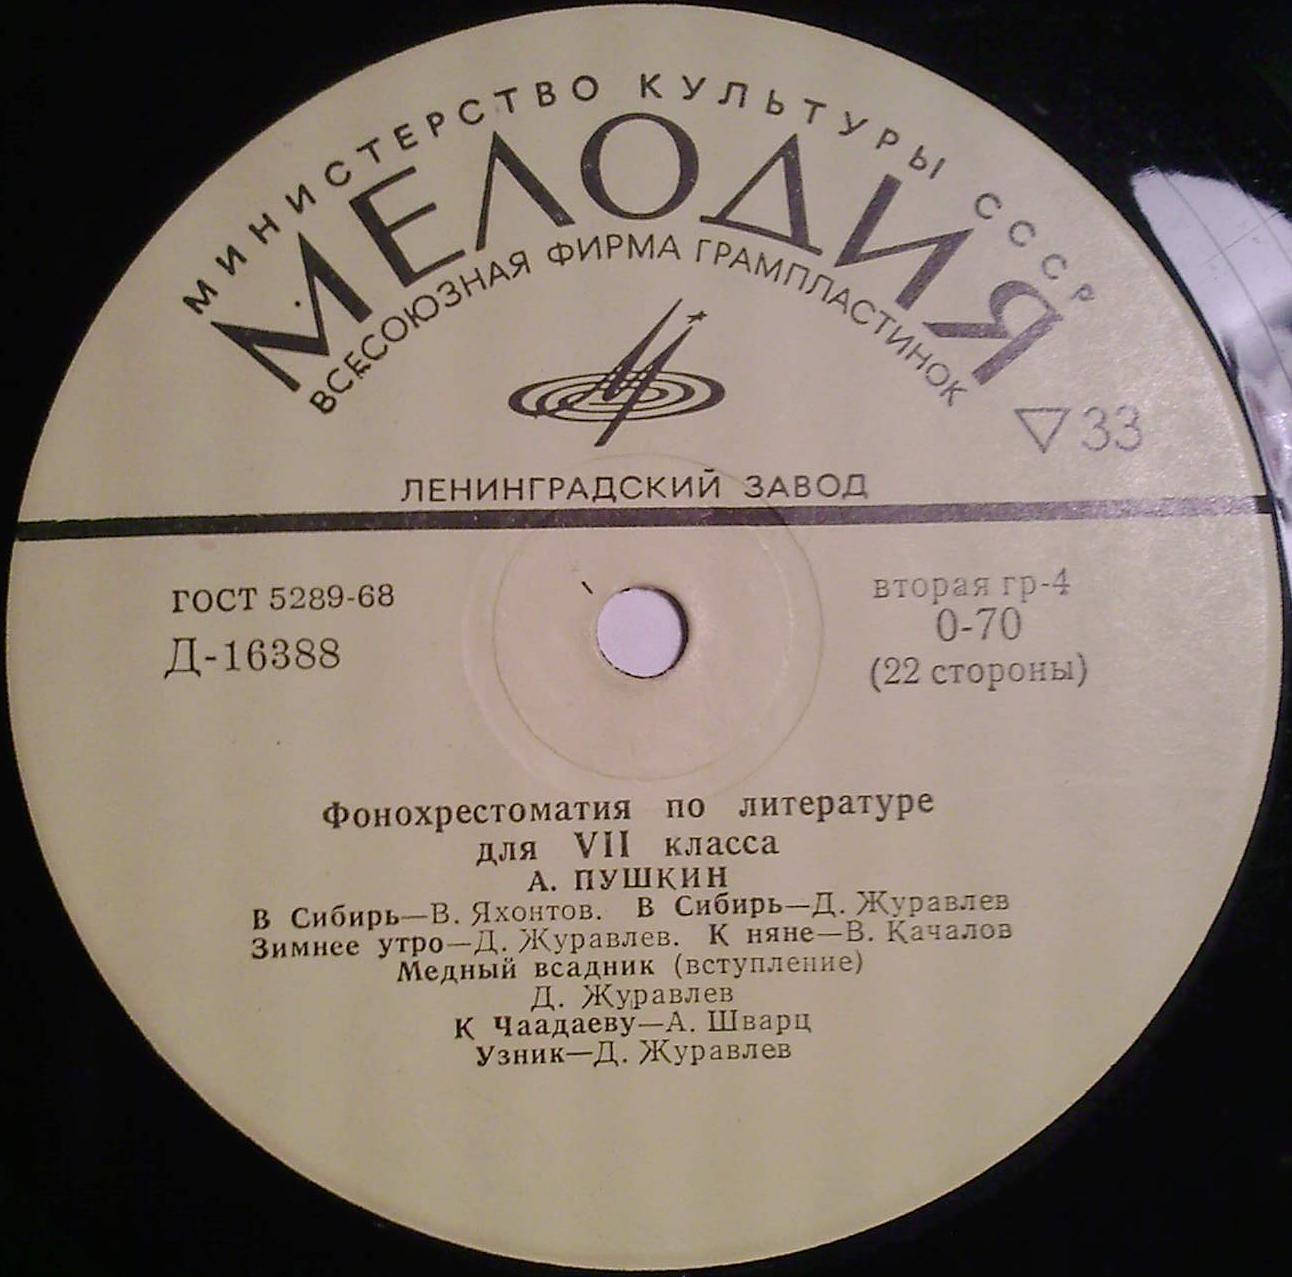 МИНИСТЕРСТВО КУЛЬТУРЫ СССР
МЕЛОДИЯ
ВСЕСОЮЗНАЯ ФИРМА ГРАМПЛАСТИНОК
33
ЛЕНИНГРАДСКИЙ ЗАВОД
ГОСТ 5289-68
Д-16388
вторая гр-4
0-70
(22 стороны)
Фонохрестоматия по литературе
для VII класса
А. ПУШКИН
В Сибирь—В. Яхонтов. В Сибирь—Д. Журавлев
Зимнее утро—Д. Журавлев. К няне—В. Качалов
Медный всадник (вступление)
Д. Журавлев
К Чаадаеву—А. Шварц
Узник—Д. Журавлев